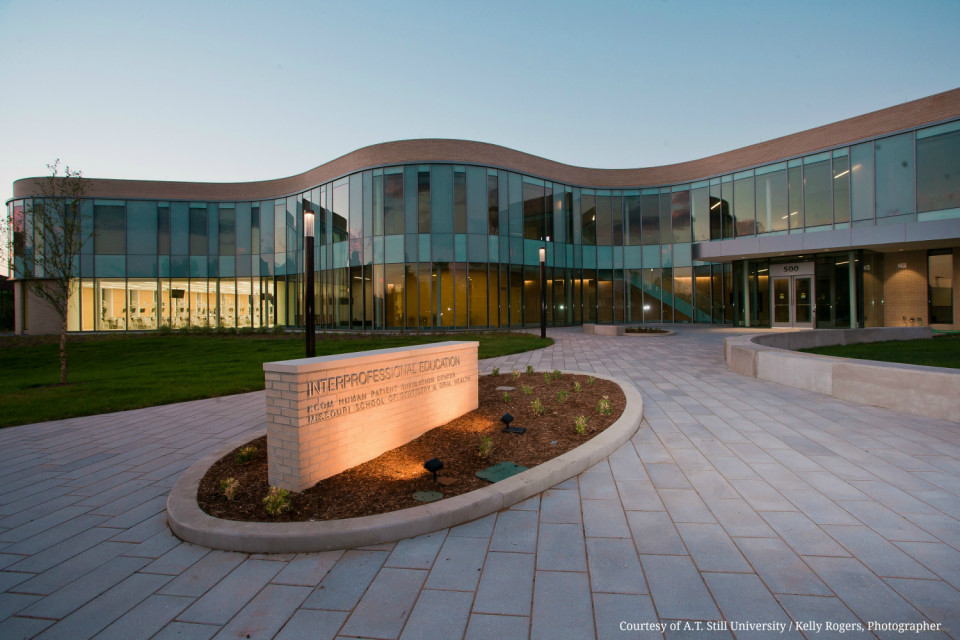 500
INTERPROFESSIONAL EDUCATION
KCOM HUMAN PATIENT SIMULATION CENTER
MISSOURI SCHOOL OF DENTISTRY & ORAL HEALTH
Courtesy of A.T. Still University / Kelly Rogers, Photographer